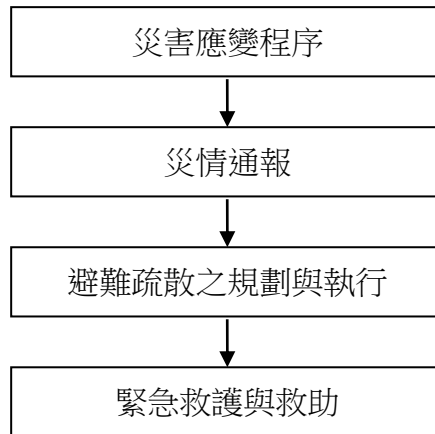 災害應變程序
災情通報
避難疏散之規劃與執行
緊急救護與救助